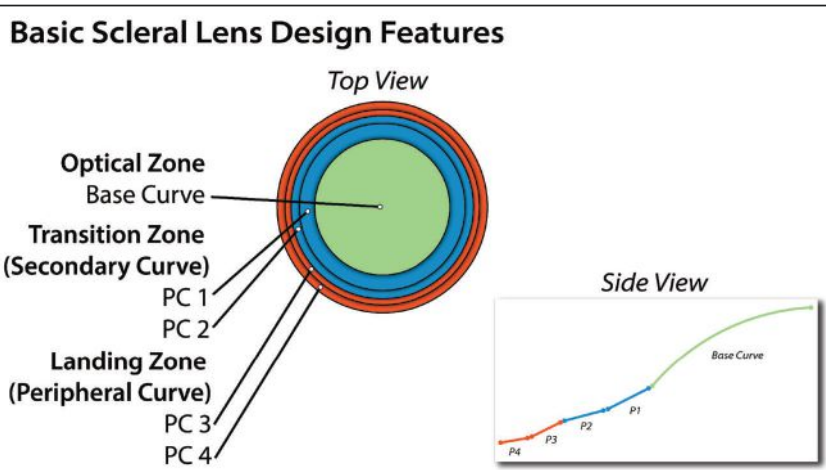 Basic Scleral Lens Design Features
Top View
Optical Zone
Base Curve
Transition Zone
(Secondary Curve)
PC 1
PC 2
Landing Zone
(Peripheral Curve)
PC 3
PC 4
Side View
Base Curve
P1
P2
P3
P4